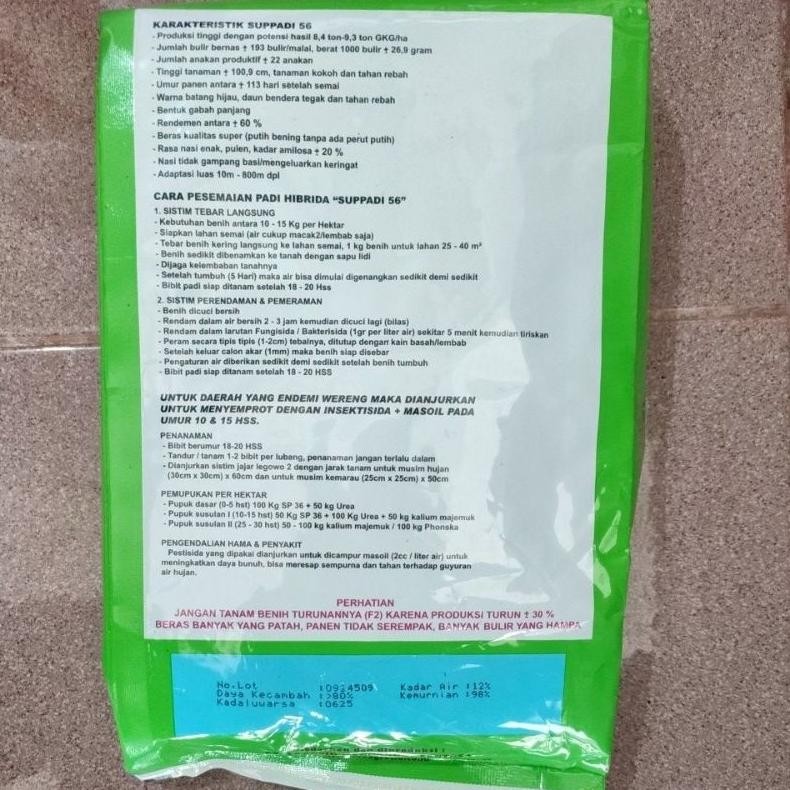 KARAKTERISTIK SUPPADI 56
- Produksi tinggi dengan potensi hasil 8,4 ton-9,3 ton GKG/ha
- Jumlah bulir bernas ± 193 bulir/malai, berat 1000 bulir ± 26,9 gram
- Jumlah anakan produktif ± 22 anakan
- Tinggi tanaman ± 100,9 cm, tanaman kokoh dan tahan rebah
- Umur panen antara ± 113 hari setelah semai
- Warna batang hijau, daun bendera tegak dan tahan rebah
- Bentuk gabah panjang
- Rendemen antara ± 60 %
- Beras kualitas super (putih bening tanpa ada perut putih)
- Rasa nasi enak, pulen, kadar amilosa ± 20 %
- Nasi tidak gampang basi/mengeluarkan keringat
- Adaptasi luas 10m - 800m dpl
CARA PESEMAIAN PADI HIBRIDA “SUPPADI 56”
1. SISTIM TEBAR LANGSUNG
- Kebutuhan benih antara 10 - 15 Kg per Hektar
- Siapkan lahan semai (air cukup macak2/lembab saja)
- Tebar benih kering langsung ke lahan semai, 1 kg benih untuk lahan 25 - 40 m²
- Benih sedikit dibenamkan ke tanah dengan sapu lidi
- Dijaga kelembaban tanahnya
- Setelah tumbuh (5 Hari) maka air bisa dimulai digenangkan sedikit demi sedikit
- Bibit padi siap ditanam setelah 18 - 20 Hss
2. SISTIM PERENDAMAN & PEMERAMAN
- Benih dicuci bersih
- Rendam dalam air bersih 2 - 3 jam kemudian dicuci lagi (bilas)
- Rendam dalam larutan Fungisida / Bakterisida (1gr per liter air) sekitar 5 menit kemudian tiriskan
- Peram secara tipis tipis (1-2cm) tebalnya, ditutup dengan kain basah/lembab
- Setelah keluar calon akar (1mm) maka benih siap disebar
- Pengaturan air diberikan sedikit demi sedikit setelah benih tumbuh
- Bibit padi siap ditanam setelah 18 - 20 HSS
UNTUK DAERAH YANG ENDEMI WERENG MAKA DIANJURKAN
UNTUK MENYEMPROT DENGAN INSEKTISIDA + MASOIL PADA
UMUR 10 & 15 HSS.
PENANAMAN
- Bibit berumur 18-20 HSS
- Tandur / tanam 1-2 bibit per lubang, penanaman jangan terlalu dalam
- Dianjurkan sistim jajar legowo 2 dengan jarak tanam untuk musim hujan
(30cm x 30cm) x 60cm dan untuk musim kemarau (25cm x 25cm) x 50cm
PEMUPUKAN PER HEKTAR
- Pupuk dasar (0-5 hst) 100 Kg SP 36 + 50 kg Urea
- Pupuk susulan I (10-15 hst) 50 Kg SP 36 + 100 Kg Urea + 50 kg kalium majemuk
- Pupuk susulan II (25 - 30 hst) 50 - 100 kg kalium majemuk / 100 kg Phonska
PENGENDALIAN HAMA & PENYAKIT
Pestisida yang dipakai dianjurkan untuk dicampur masoil (2cc / liter air) untuk
meningkatkan daya bunuh, bisa meresap sempurna dan tahan terhadap guyuran
air hujan.
PERHATIAN
JANGAN TANAM BENIH TURUNANNYA (F2) KARENA PRODUKSI TURUN ± 30 %
BERAS BANYAK YANG PATAH, PANEN TIDAK SEREMPAK, BANYAK BULIR YANG HAMPA
No.Lot :0924509 Kadar Air :12%
Daya Kecambah :>80% Kemurnian :98%
Kadaluwarsa :0625
dan diproduksi :